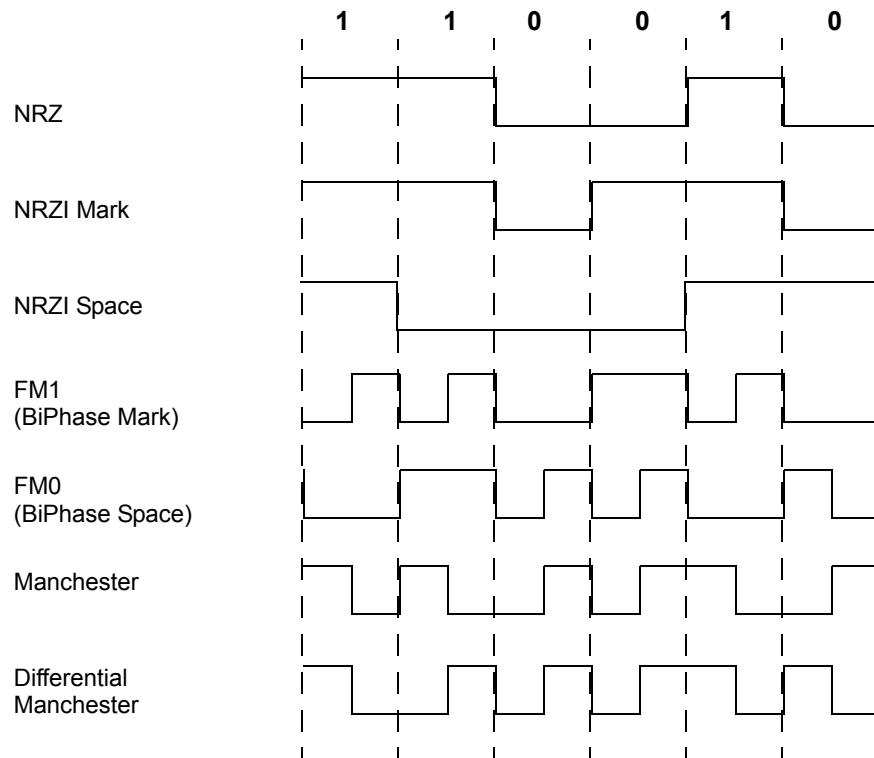 1 1 0 0 1 0
NRZ
NRZI Mark
NRZI Space
FM1
(BiPhase Mark)
FM0
(BiPhase Space)
Manchester
Differential
Manchester